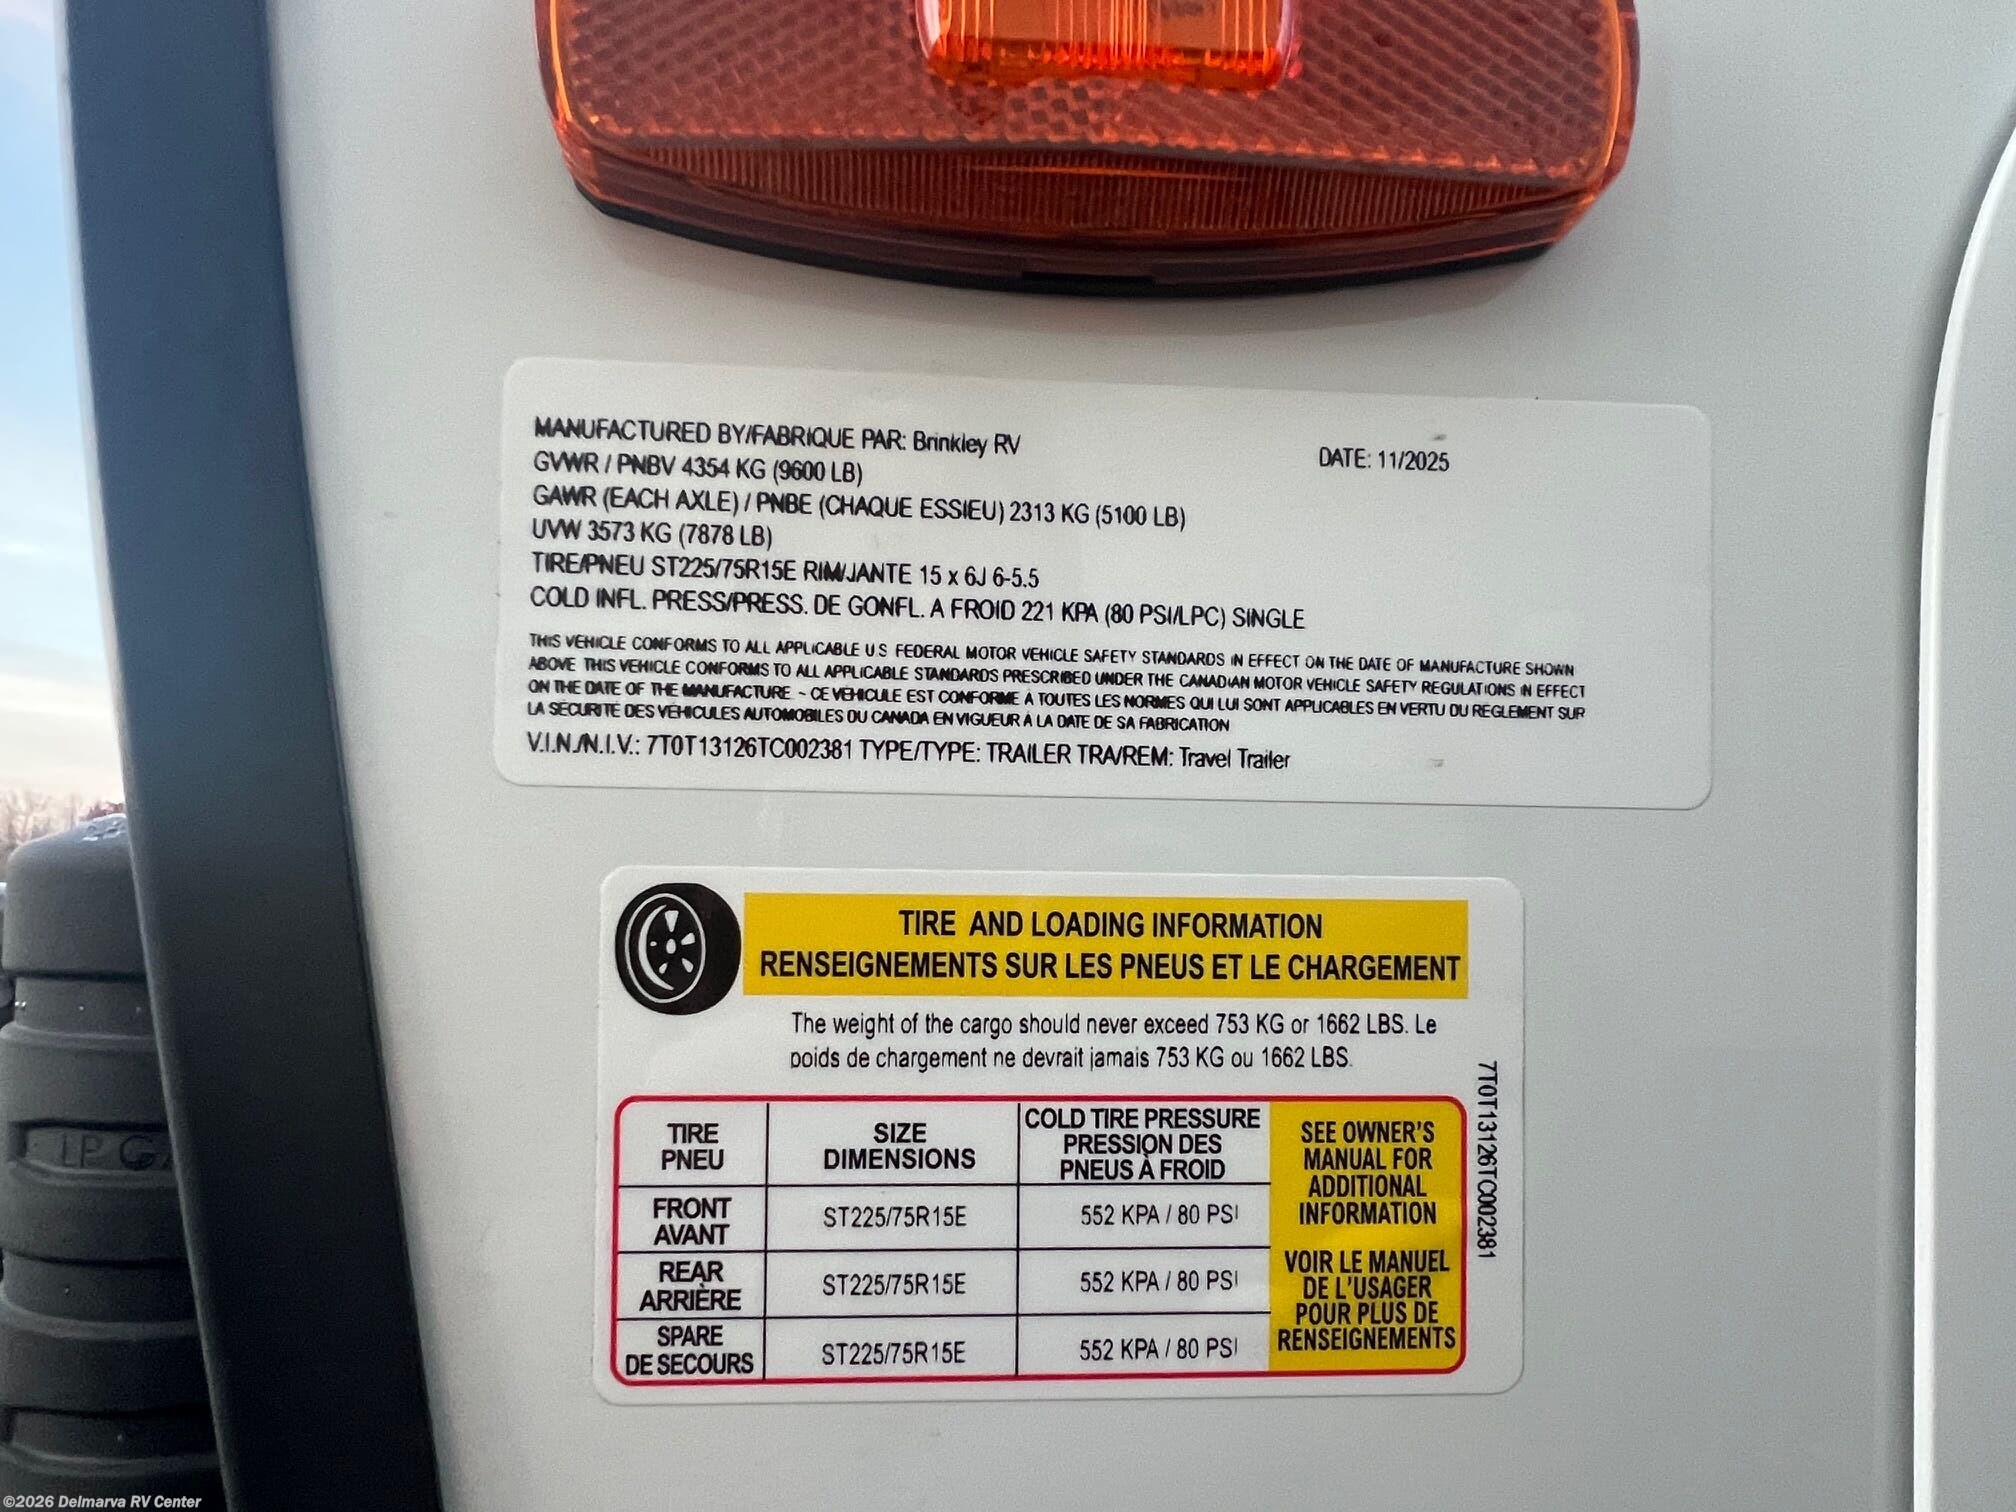 MANUFACTURED BY/FABRIQUE PAR: Brinkley RV
DATE: 11/2025
GVWR / PNBV 4354 KG (9600 LB)
GAWR (EACH AXLE) / PNBE (CHAQUE ESSIEU) 2313 KG (5100 LB)
UVW 3573 KG (7878 LB)
TIRE/PNEU ST225/75R15E RIM/JANTE 15 x 6J 6-5.5
COLD INFL. PRESS/PRESS. DE GONFL. A FROID 221 KPA (80 PSI/LPC) SINGLE
THIS VEHICLE CONFORMS TO ALL APPLICABLE U.S FEDERAL MOTOR VEHICLE SAFETY STANDARDS IN EFFECT ON THE DATE OF MANUFACTURE SHOWN
ABOVE THIS VEHICLE CONFORMS TO ALL APPLICABLE STANDARDS PRESCRIBED UNDER THE CANADIAN MOTOR VEHICLE SAFETY REGULATIONS IN EFFECT
ON THE DATE OF THE MANUFACTURE. ~ CE VÉHICULE EST CONFORME À TOUTES LES NORMES QUI LUI SONT APPLICABLES EN VERTU DU RÈGLEMENT SUR
LA SÉCURITÉ DES VÉHICULES AUTOMOBILES DU CANADA EN VIGUEUR À LA DATE DE SA FABRICATION
V.I.N./N.I.V.: 7T0T13126TC002381 TYPE/TYPE: TRAILER TRA/REM: Travel Trailer
TIRE AND LOADING INFORMATION
RENSEIGNEMENTS SUR LES PNEUS ET LE CHARGEMENT
The weight of the cargo should never exceed 753 KG or 1662 LBS. Le
poids de chargement ne devrait jamais 753 KG ou 1662 LBS.
TIRE
PNEU
SIZE
DIMENSIONS
COLD TIRE PRESSURE
PRESSION DES
PNEUS À FROID
FRONT
AVANT
ST225/75R15E
552 KPA / 80 PSI
REAR
ARRIÈRE
ST225/75R15E
552 KPA / 80 PSI
SPARE
DE SECOURS
ST225/75R15E
552 KPA / 80 PSI
SEE OWNER'S
MANUAL FOR
ADDITIONAL
INFORMATION
VOIR LE MANUEL
DE L'USAGER
POUR PLUS DE
RENSEIGNEMENTS
7T0T13126TC002381
LP GA
©2026 Delmarva RV Center